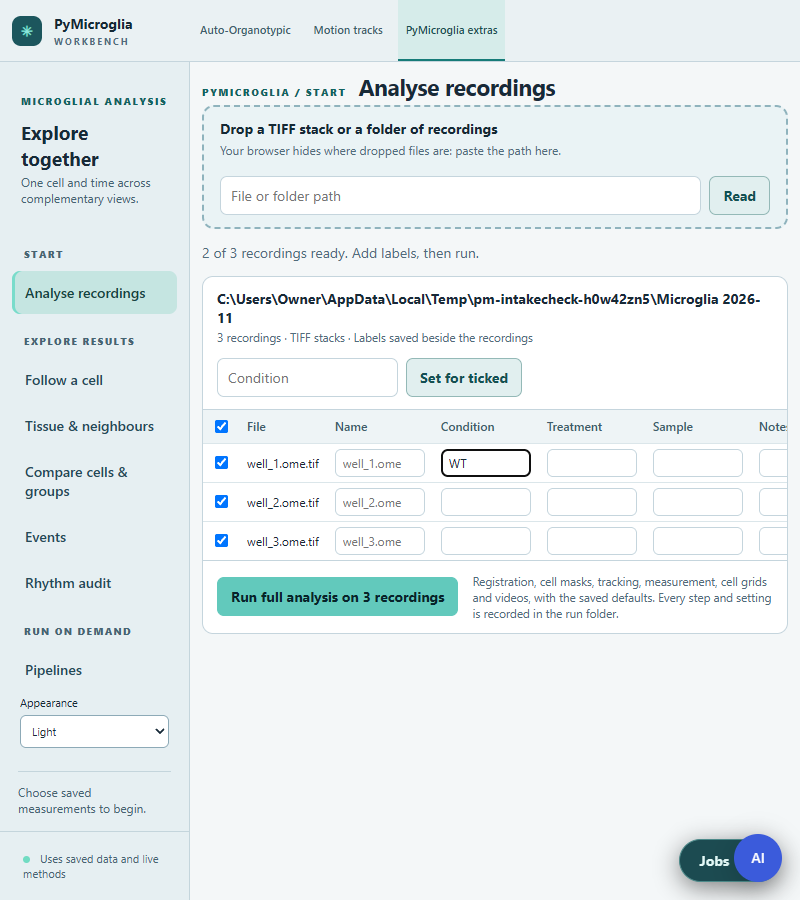 PyMicroglia
WORKBENCH
Auto-Organotypic
Motion tracks
PyMicroglia extras
MICROGLIAL ANALYSIS
Explore
together
One cell and time across
complementary views.
START
Analyse recordings
EXPLORE RESULTS
Follow a cell
Tissue & neighbours
Compare cells &
groups
Events
Rhythm audit
RUN ON DEMAND
Pipelines
Appearance
Light
Choose saved
measurements to begin.
Uses saved data and live
methods
PYMICROGLIA / START Analyse recordings
Drop a TIFF stack or a folder of recordings
Your browser hides where dropped files are: paste the path here.
File or folder path
Read
2 of 3 recordings ready. Add labels, then run.
C:\Users\Owner\AppData\Local\Temp\pm-intakecheck-h0w42zn5\Microglia 2026-
11
3 recordings · TIFF stacks · Labels saved beside the recordings
Condition
Set for ticked
File Name Condition Treatment Sample Notes
well_1.ome.tif well_1.ome WT
well_2.ome.tif well_2.ome
well_3.ome.tif well_3.ome
Run full analysis on 3 recordings
Registration, cell masks, tracking, measurement, cell grids
and videos, with the saved defaults. Every step and setting
is recorded in the run folder.
Jobs
AI